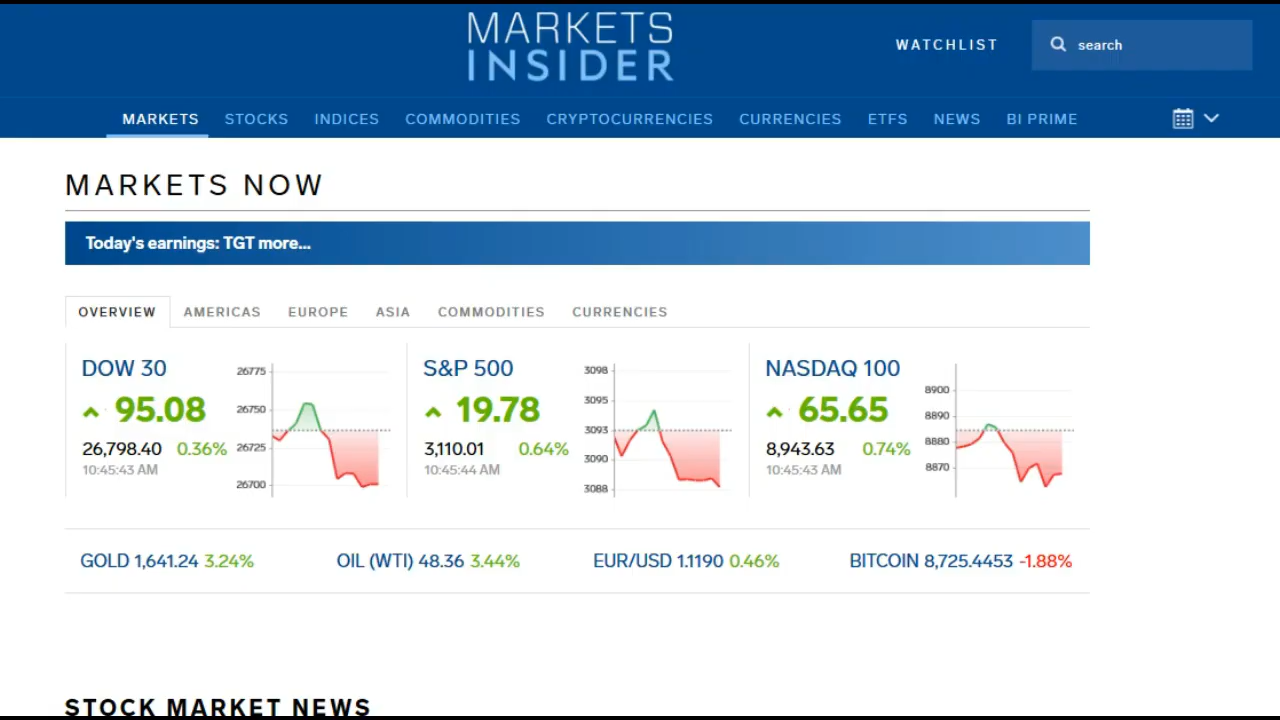 MARKETS
INSIDER
WATCHLIST
search
MARKETS STOCKS INDICES COMMODITIES CRYPTOCURRENCIES CURRENCIES ETFS NEWS BI PRIME
MARKETS NOW
Today's earnings: TGT more...
OVERVIEW AMERICAS EUROPE ASIA COMMODITIES CURRENCIES
DOW 30
95.08
26,798.40 0.36%
10:45:43 AM
26775
26750
26725
26700
S&P 500
19.78
3,110.01 0.64%
10:45:44 AM
3098
3095
3093
3090
3088
NASDAQ 100
65.65
8,943.63 0.74%
10:45:43 AM
8900
8890
8880
8870
GOLD 1,641.24 3.24% OIL (WTI) 48.36 3.44% EUR/USD 1.1190 0.46% BITCOIN 8,725.4453 -1.88%
STOCK MARKET NEWS